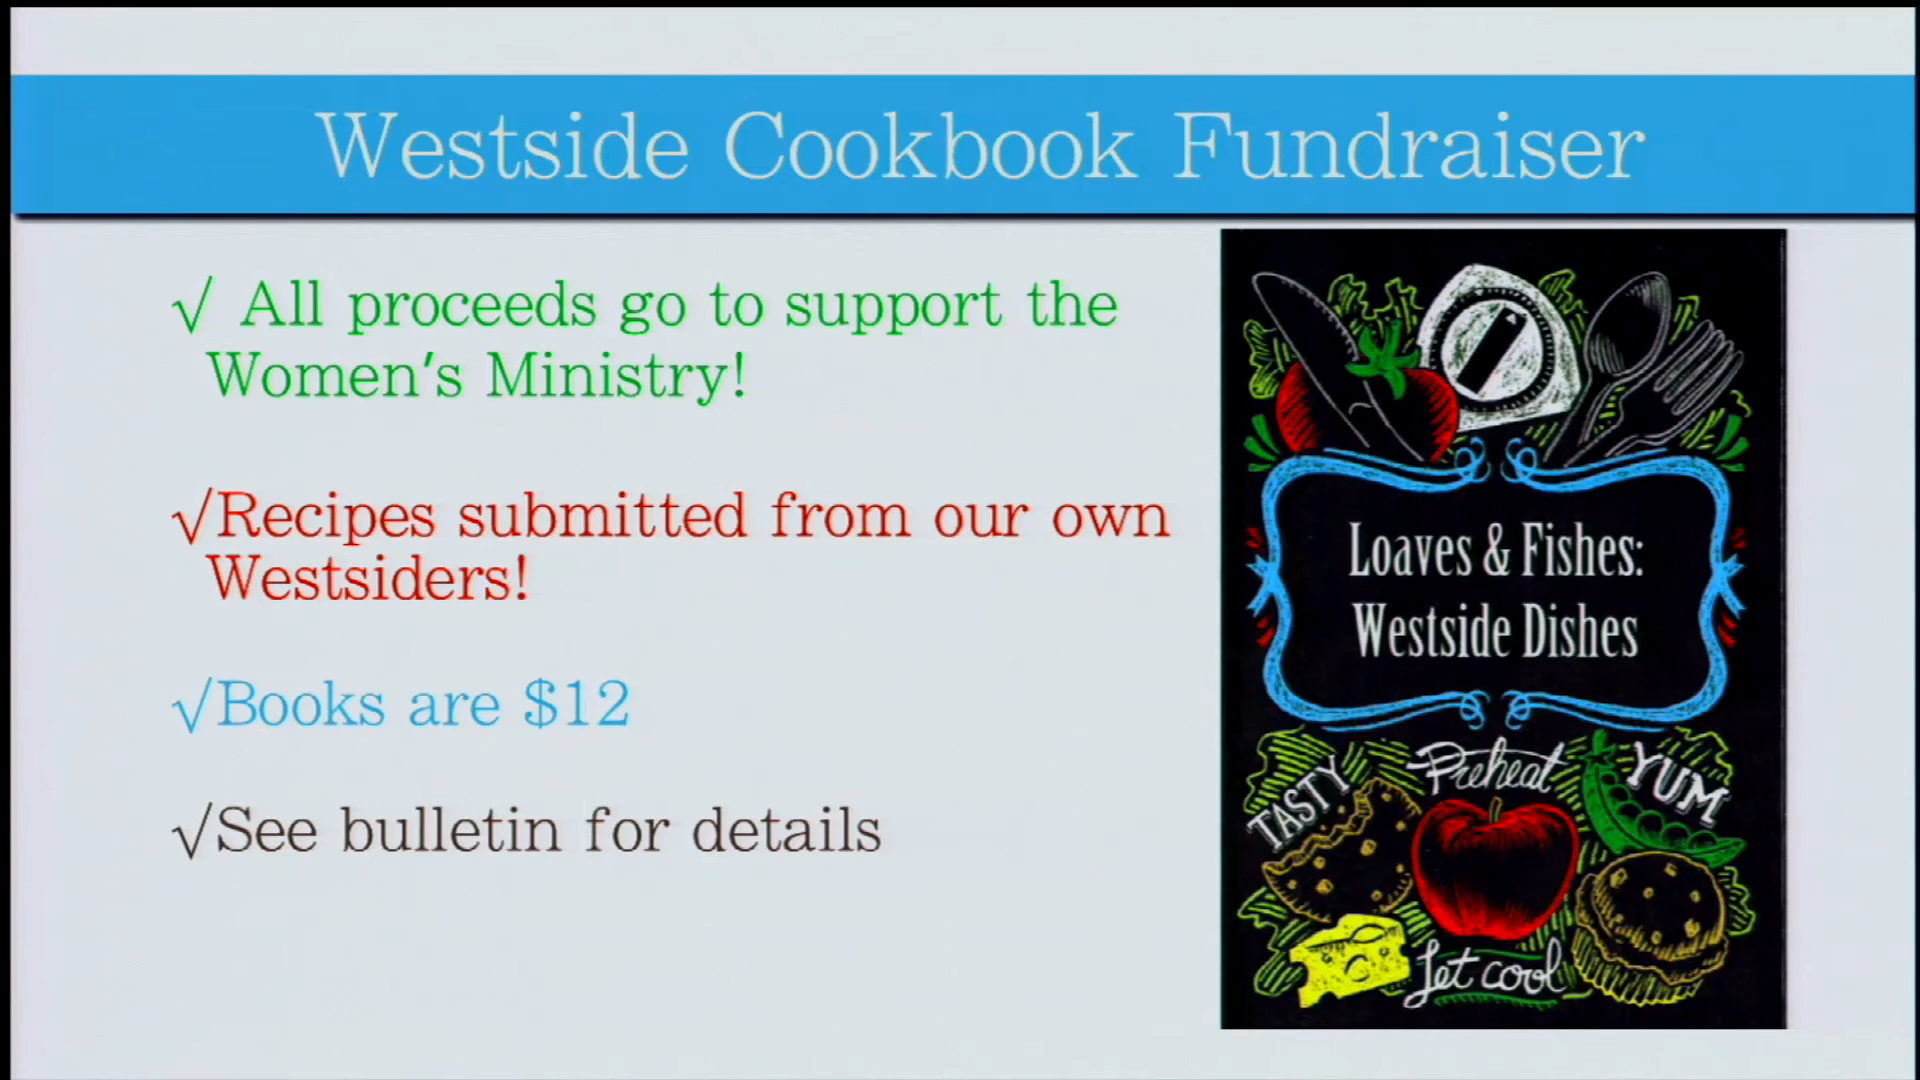 Westside Cookbook Fundraiser
√ All proceeds go to support the
Women's Ministry!
√Recipes submitted from our own
Westsiders!
√Books are $12
√See bulletin for details
Loaves & Fishes:
Westside Dishes
TASTY
Preheat
YUM
Let cool